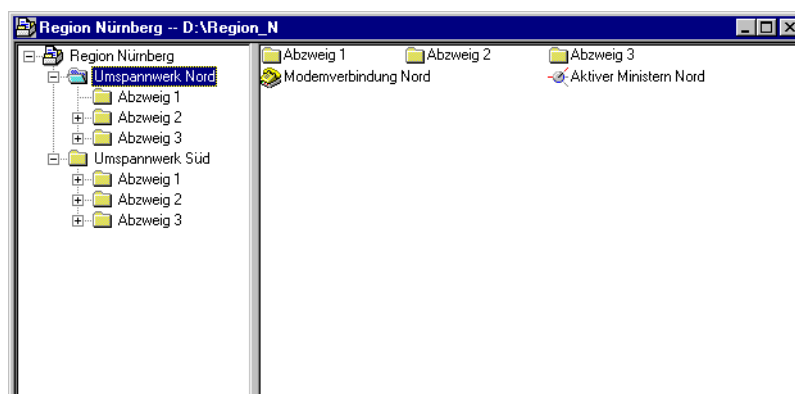 Region Nürnberg -- D:\Region_N
Region Nürnberg
Umspannwerk Nord
Abzweig 1
Abzweig 2
Abzweig 3
Umspannwerk Süd
Abzweig 1
Abzweig 2
Abzweig 3
Abzweig 1 Abzweig 2 Abzweig 3
Modemverbindung Nord Aktiver Ministern Nord